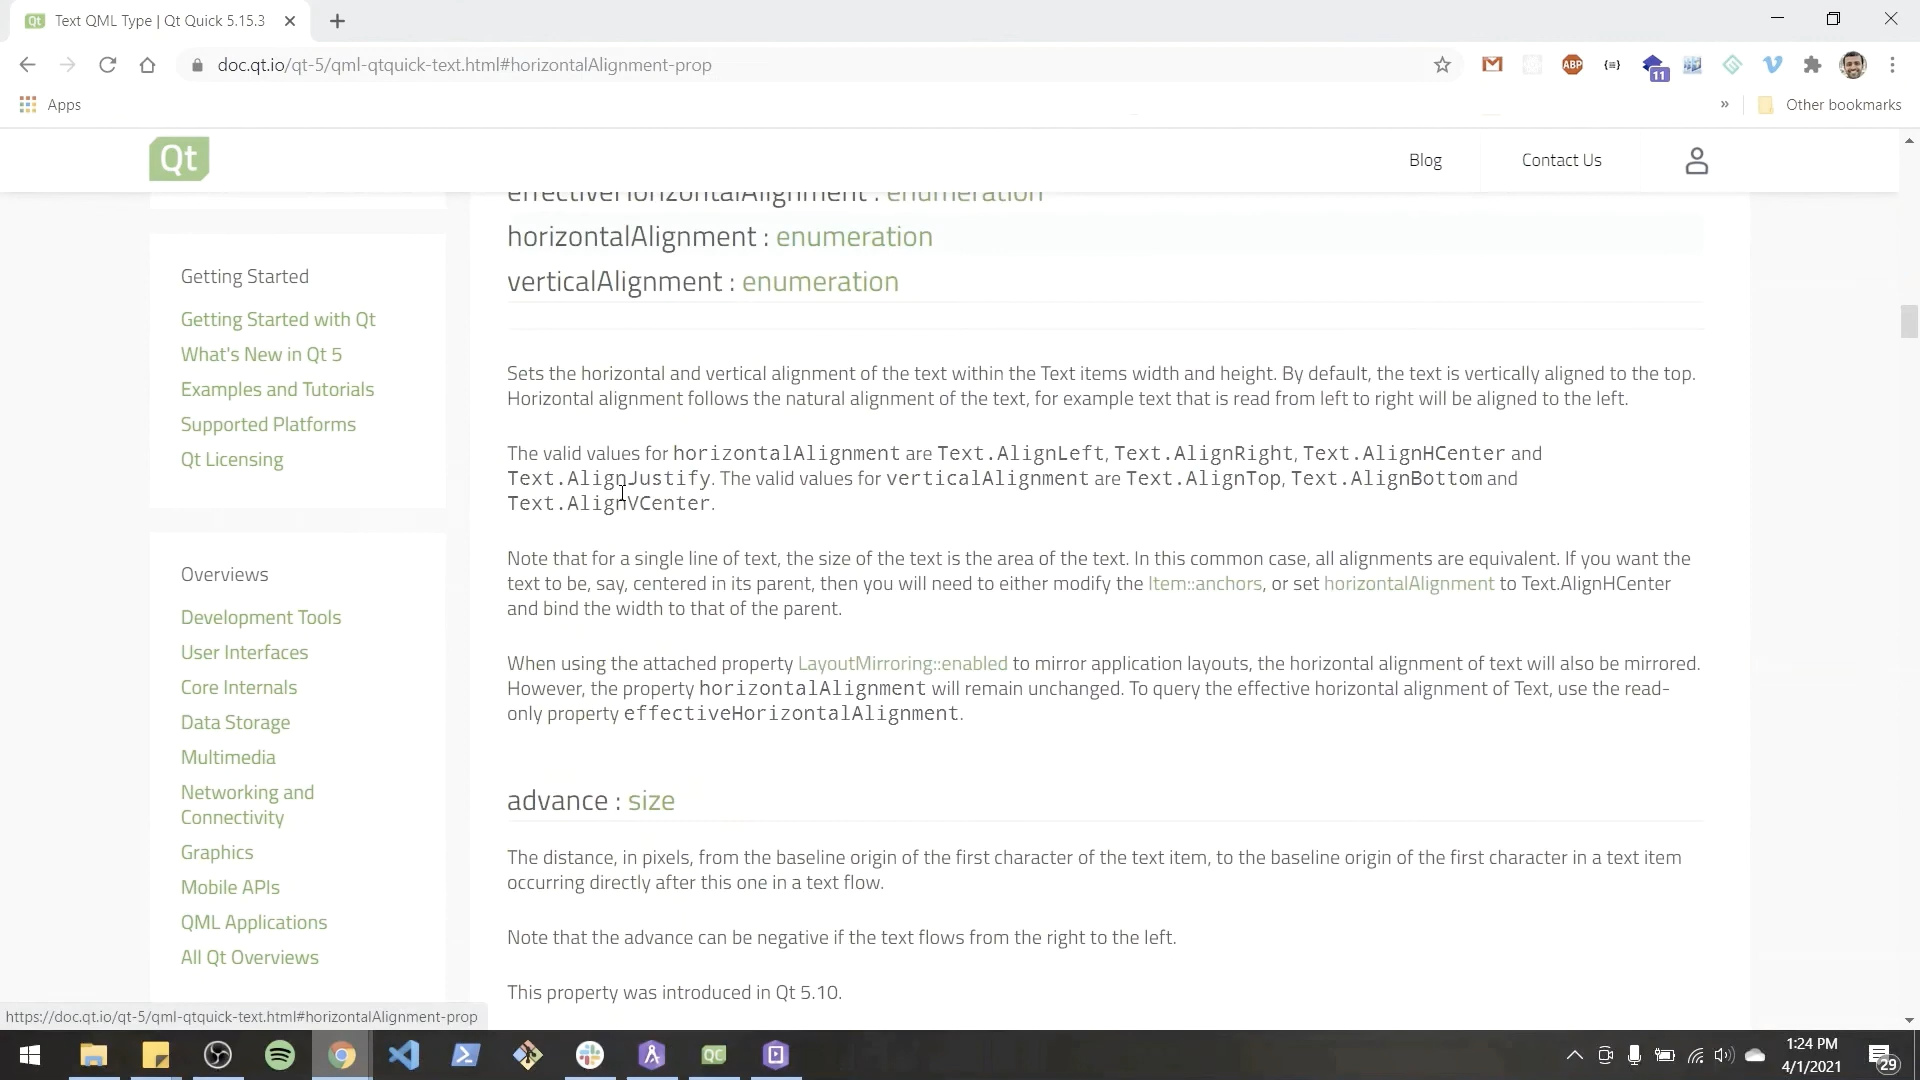 Qt Text QML Type | Qt Quick 5.15.3
doc.qt.io/qt-5/qml-qtquick-text.html#horizontalAlignment-prop
ABP
11
Apps
» Other bookmarks
Qt
Blog
Contact Us
effectiveHorizontalAlignment : enumeration
horizontalAlignment : enumeration
verticalAlignment : enumeration
Getting Started
Getting Started with Qt
What's New in Qt 5
Examples and Tutorials
Supported Platforms
Qt Licensing
Overviews
Development Tools
User Interfaces
Core Internals
Data Storage
Multimedia
Networking and
Connectivity
Graphics
Mobile APIs
QML Applications
All Qt Overviews
Sets the horizontal and vertical alignment of the text within the Text items width and height. By default, the text is vertically aligned to the top.
Horizontal alignment follows the natural alignment of the text, for example text that is read from left to right will be aligned to the left.
The valid values for horizontalAlignment are Text.AlignLeft, Text.AlignRight, Text.AlignHCenter and
Text.AlignJustify. The valid values for verticalAlignment are Text.AlignTop, Text.AlignBottom and
Text.AlignVCenter.
Note that for a single line of text, the size of the text is the area of the text. In this common case, all alignments are equivalent. If you want the
text to be, say, centered in its parent, then you will need to either modify the Item::anchors, or set horizontalAlignment to Text.AlignHCenter
and bind the width to that of the parent.
When using the attached property LayoutMirroring::enabled to mirror application layouts, the horizontal alignment of text will also be mirrored.
However, the property horizontalAlignment will remain unchanged. To query the effective horizontal alignment of Text, use the read-
only property effectiveHorizontalAlignment.
advance : size
The distance, in pixels, from the baseline origin of the first character of the text item, to the baseline origin of the first character in a text item
occurring directly after this one in a text flow.
Note that the advance can be negative if the text flows from the right to the left.
This property was introduced in Qt 5.10.
https://doc.qt.io/qt-5/qml-qtquick-text.html#horizontalAlignment-prop
QC
1:24 PM
4/1/2021
29